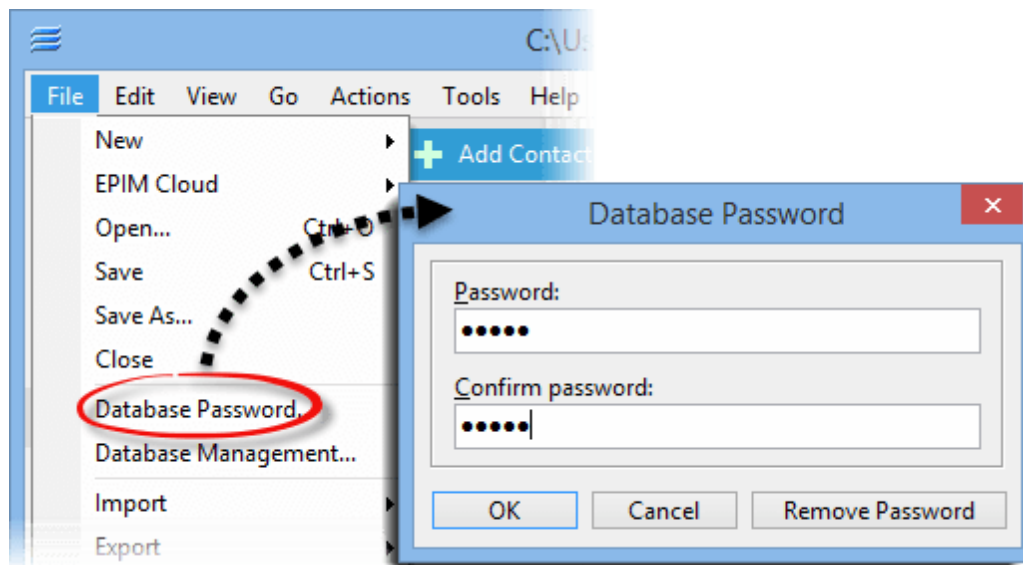 C:\Us
File Edit View Go Actions Tools Help
New
Add Contact
EPIM Cloud
Open... Ctrl+O
Save Ctrl+S
Save As...
Close
Database Password.
Database Management...
Import
Export
Database Password
Password:
•••••
Confirm password:
•••••
OK Cancel Remove Password